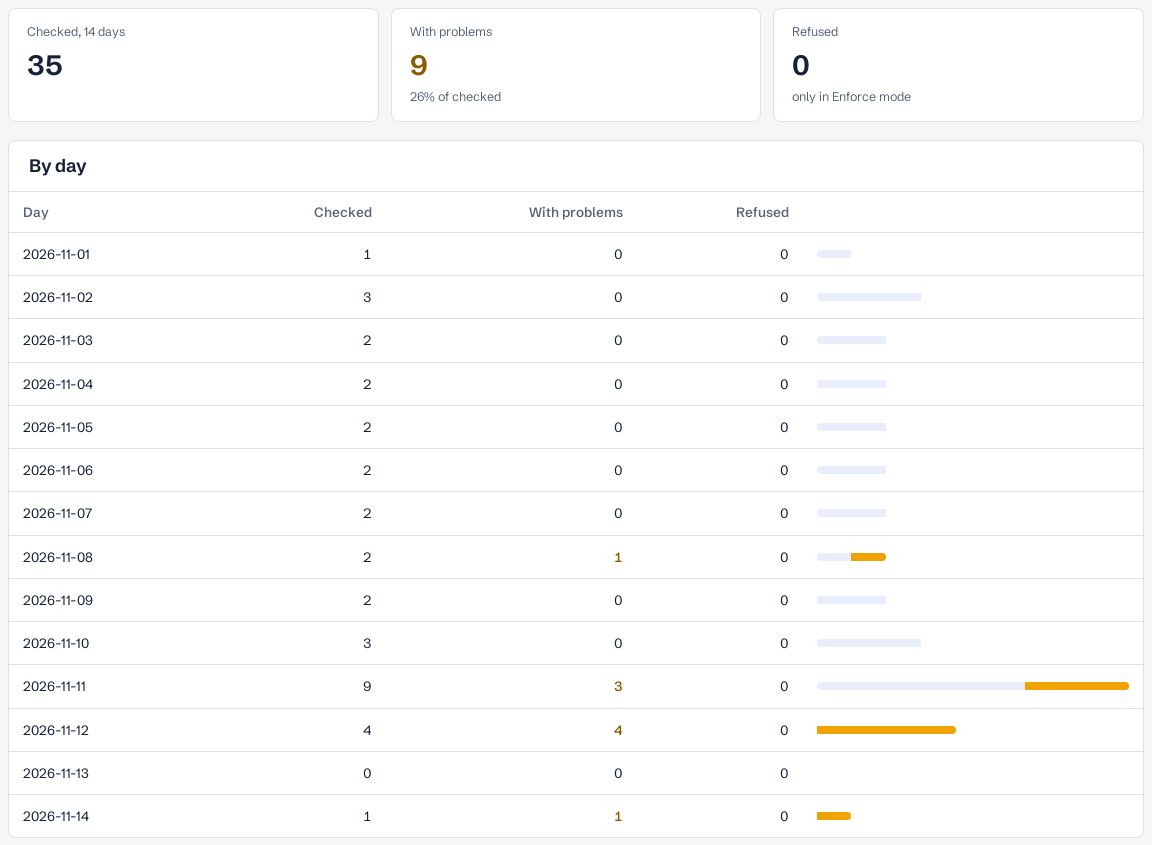 Checked, 14 days
35
With problems
9
26% of checked
Refused
0
only in Enforce mode
By day
Day Checked With problems Refused
2026-11-01 1 0 0
2026-11-02 3 0 0
2026-11-03 2 0 0
2026-11-04 2 0 0
2026-11-05 2 0 0
2026-11-06 2 0 0
2026-11-07 2 0 0
2026-11-08 2 1 0
2026-11-09 2 0 0
2026-11-10 3 0 0
2026-11-11 9 3 0
2026-11-12 4 4 0
2026-11-13 0 0 0
2026-11-14 1 1 0